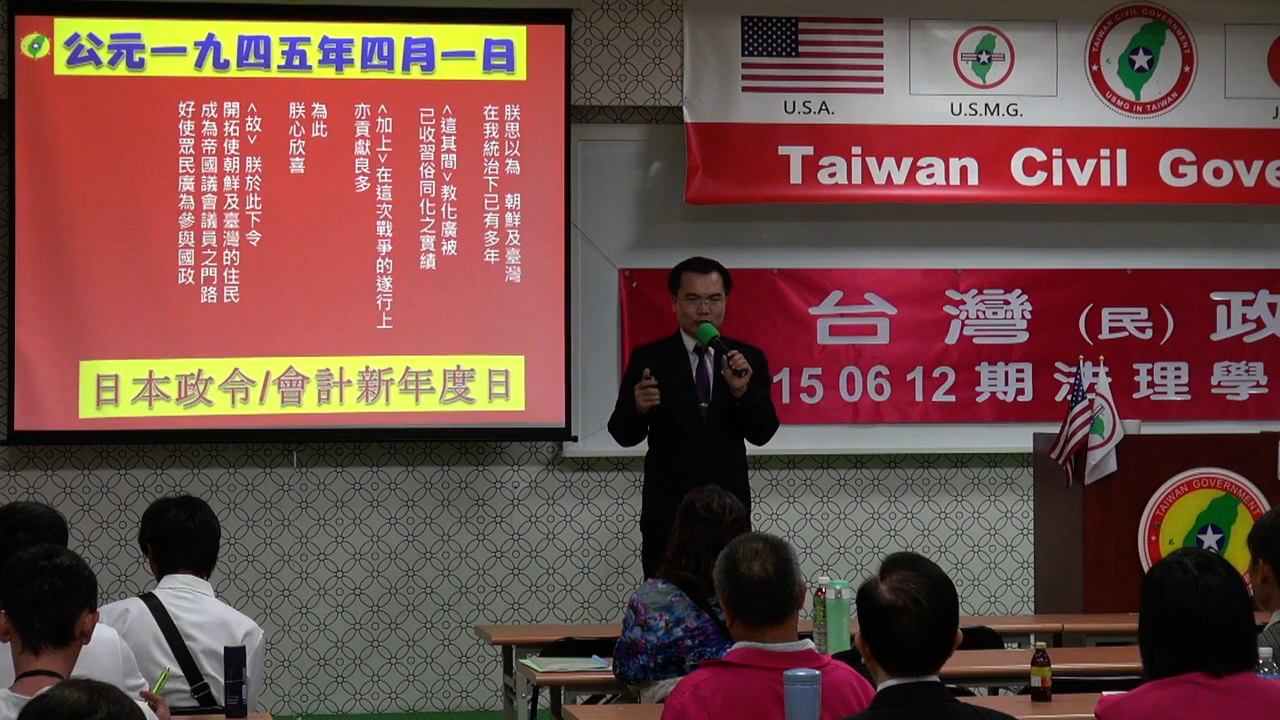 公元一九四五年四月一日
朕思以為 朝鮮及臺灣
在我統治下已有多年
<這其間>教化廣被
已收習俗同化之實績
<加上>在這次戰爭的遂行上
亦貢獻良多
為此
朕心欣喜
<故> 朕於此下令
開拓使朝鮮及臺灣的住民
成為帝國議會議員之門路
好使眾民廣為參與國政
日本政令/會計新年度日
U.S.A.
U.S.M.G.
TAIWAN CIVIL GOVERNMENT
USMG IN TAIWAN
J
Taiwan Civil Gove
台灣（民）政
15 06 12 期 法理學
TAIWAN GOVERNMENT